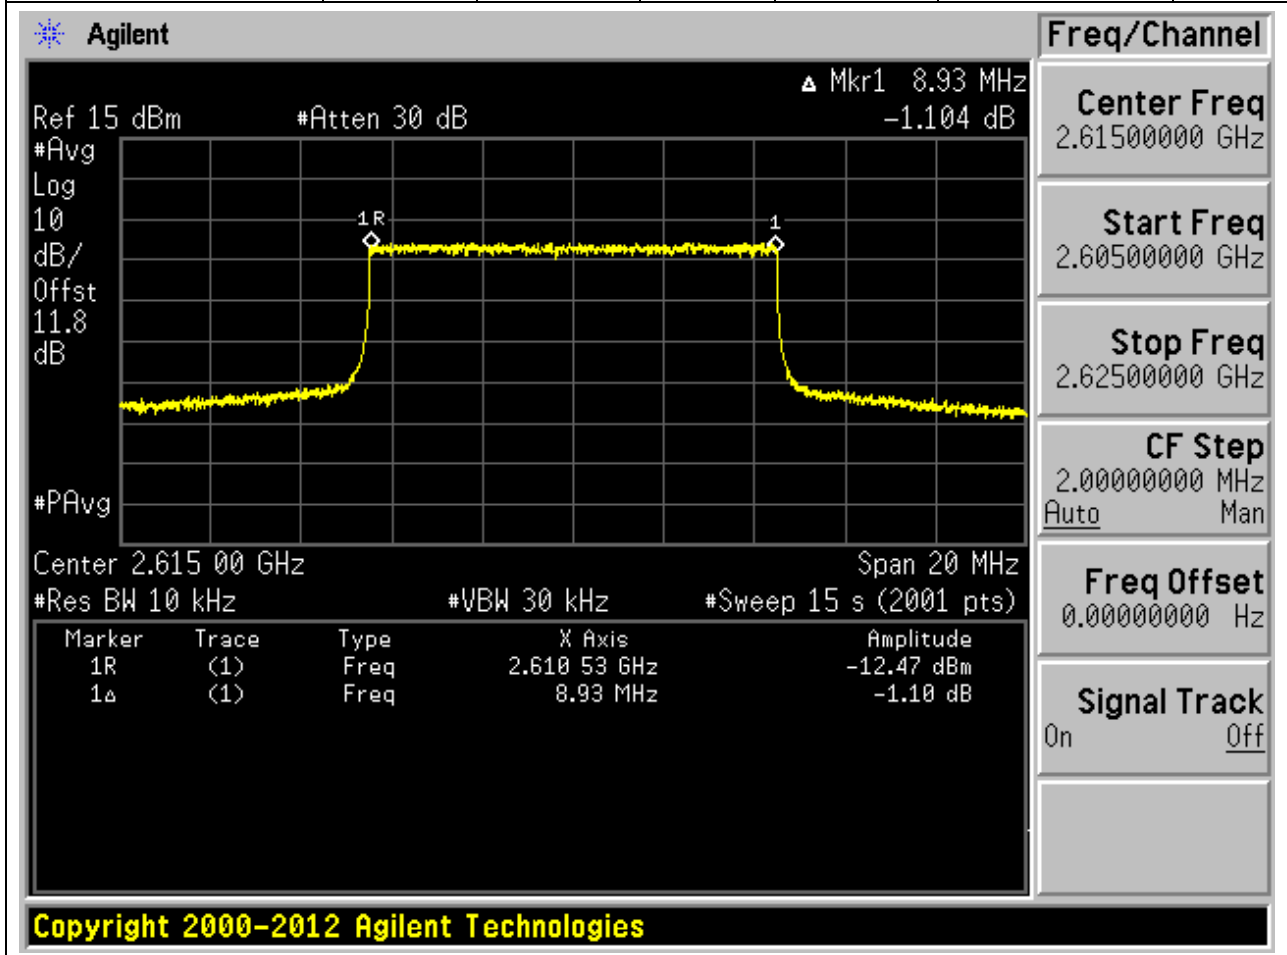 Agilent
Freq/Channel
▵ Mkr1 8.93 MHz
Ref 15 dBm #Atten 30 dB -1.104 dB
#Avg
Log
10
dB/
Offst
11.8
dB
1R
1
#PAvg
Center 2.615 00 GHz Span 20 MHz
#Res BW 10 kHz #VBW 30 kHz #Sweep 15 s (2001 pts)
Marker Trace Type X Axis Amplitude
1R (1) Freq 2.610 53 GHz -12.47 dBm
1▵ (1) Freq 8.93 MHz -1.10 dB
Center Freq
2.61500000 GHz
Start Freq
2.60500000 GHz
Stop Freq
2.62500000 GHz
CF Step
2.00000000 MHz
Auto Man
Freq Offset
0.00000000 Hz
Signal Track
On Off
Copyright 2000-2012 Agilent Technologies